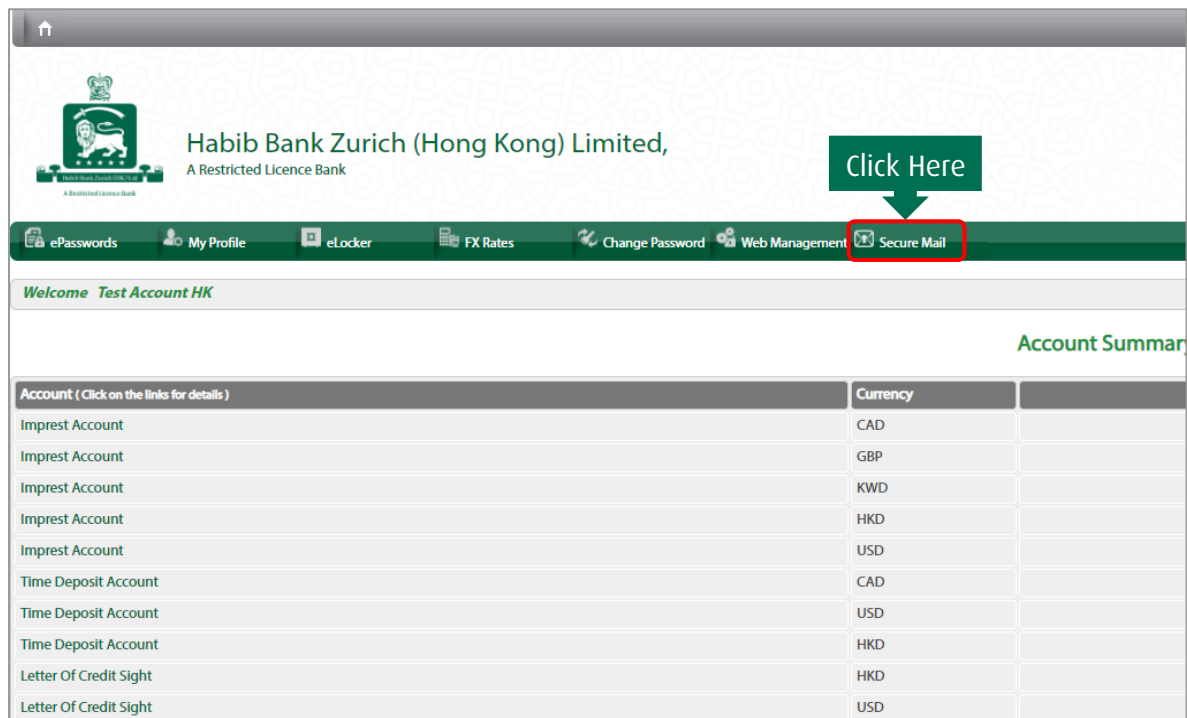 Habib Bank Zurich (Hong Kong) Limited,
A Restricted Licence Bank
A Restricted Licence Bank
Click Here
ePasswords My Profile eLocker FX Rates Change Password Web Management Secure Mail
Welcome Test Account HK
Account Summary
Account ( Click on the links for details ) Currency
Imprest Account CAD
Imprest Account GBP
Imprest Account KWD
Imprest Account HKD
Imprest Account USD
Time Deposit Account CAD
Time Deposit Account USD
Time Deposit Account HKD
Letter Of Credit Sight HKD
Letter Of Credit Sight USD